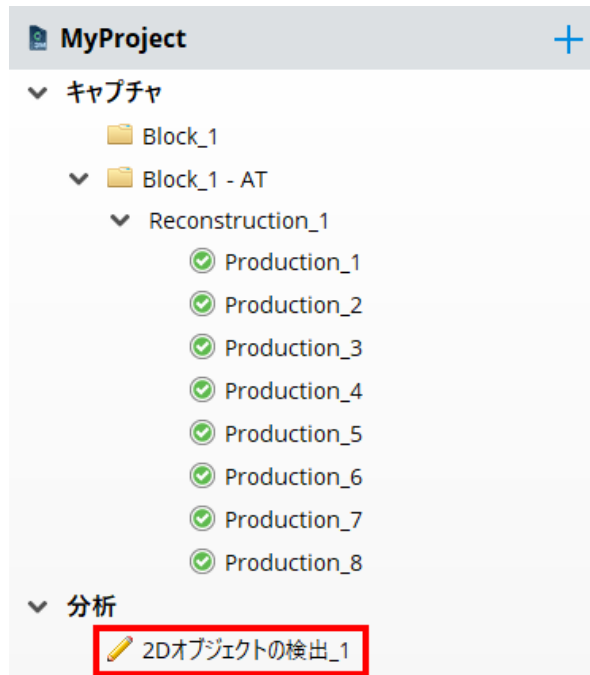 MyProject
キャプチャ
Block_1
Block_1 - AT
Reconstruction_1
Production_1
Production_2
Production_3
Production_4
Production_5
Production_6
Production_7
Production_8
分析
2Dオブジェクトの検出_1